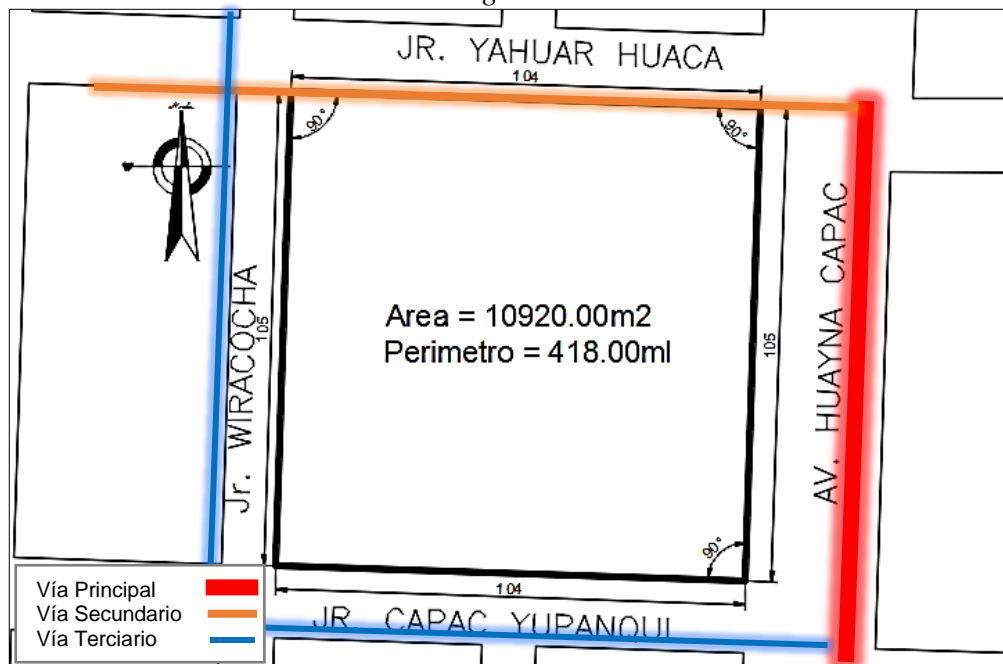 JR. YAHUAR HUACA
104
90°
90°
Jr. WIRACOCHA
105
Area = 10920.00m2
Perimetro = 418.00ml
105
AV. HUAYNA CAPAC
90°
104
JR. CAPAC YUPANQUI
Vía Principal
Vía Secundario
Vía Terciario